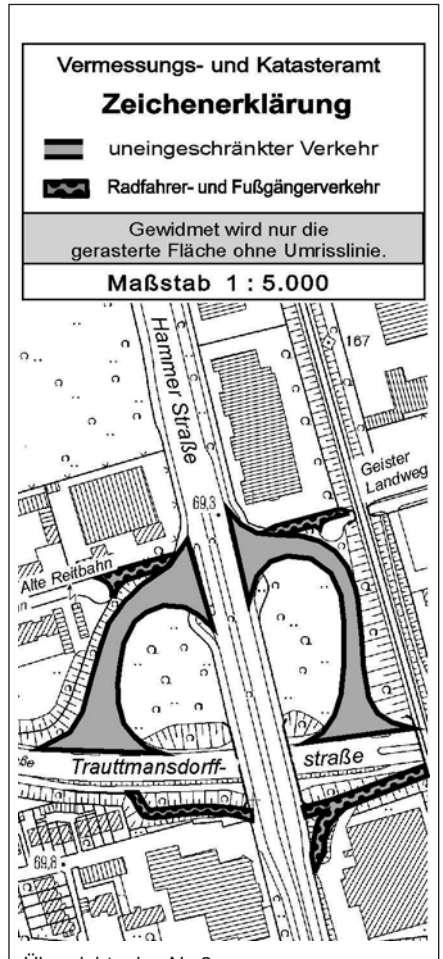 Vermessungs- und Katasteramt
Zeichenerklärung
uneingeschränkter Verkehr
Radfahrer- und Fußgängerverkehr
Gewidmet wird nur die
gerasterte Fläche ohne Umrisslinie.
Maßstab 1 : 5.000
Hammer Straße
167
Geister
Landweg
69,3
Alte Reitbahn
Trauttmansdorff- straße
69,8